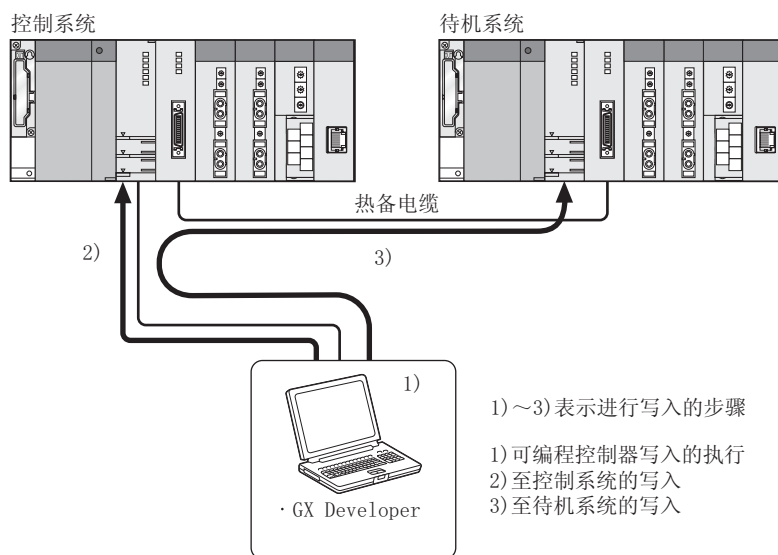 控制系统
待机系统
热备电缆
2)
3)
1)
· GX Developer
1)～3)表示进行写入的步骤
1)可编程控制器写入的执行
2)至控制系统的写入
3)至待机系统的写入